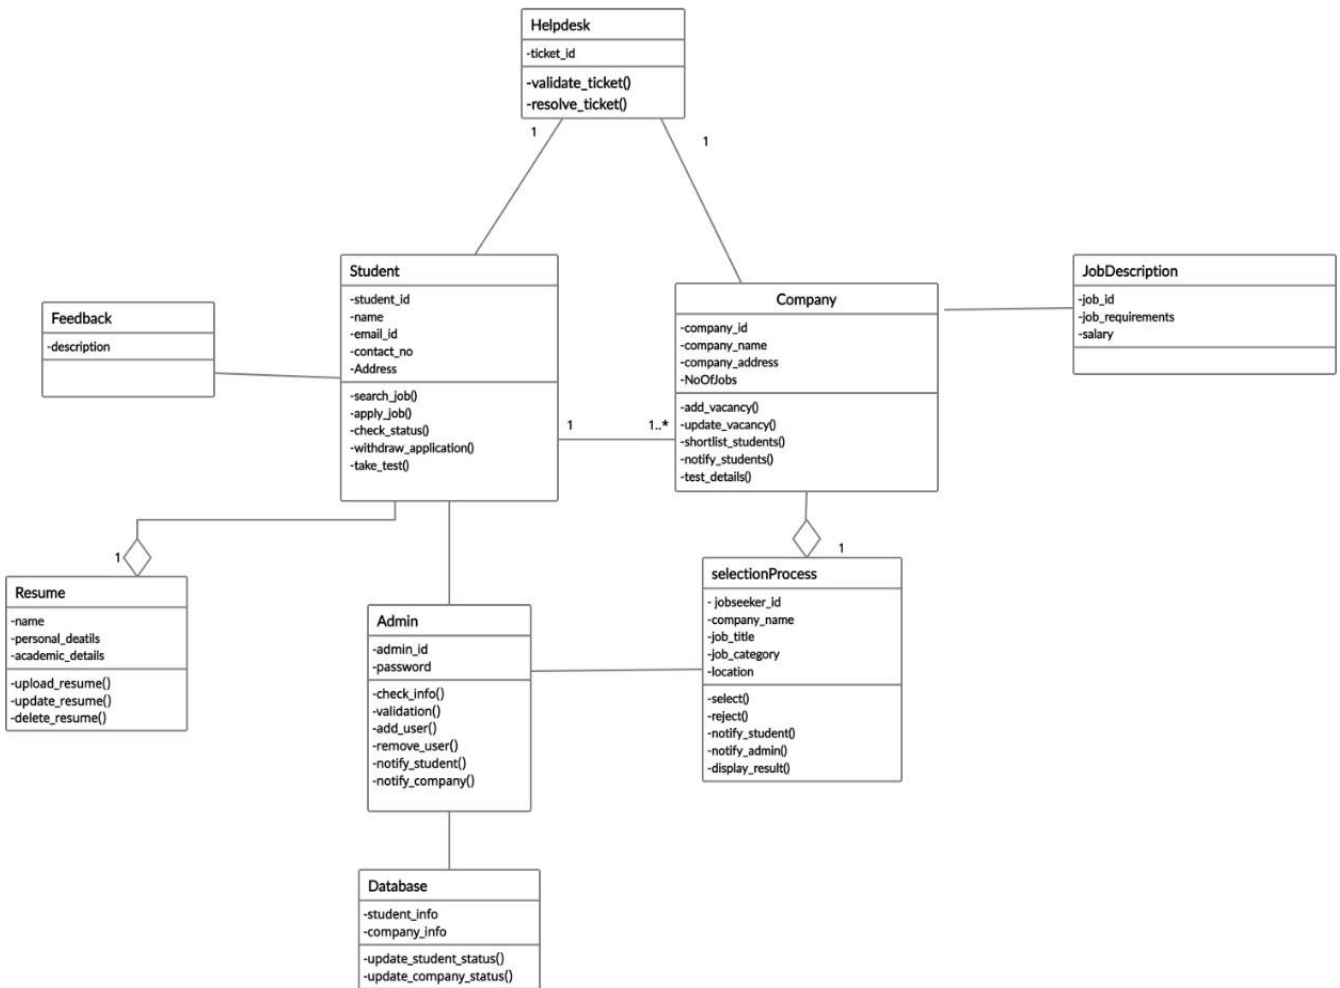 Helpdesk
-ticket_id
-validate_ticket()
-resolve_ticket()
1
1
Student
-student_id
-name
-email_id
-contact_no
-Address
-search_job()
-apply_job()
-check_status()
-withdraw_application()
-take_test()
Feedback
-description
Company
-company_id
-company_name
-company_address
-NoOfJobs
-add_vacancy()
-update_vacancy()
-shortlist_students()
-notify_students()
-test_details()
JobDescription
-job_id
-job_requirements
-salary
1
1..*
1
1
Resume
-name
-personal_deatils
-academic_details
-upload_resume()
-update_resume()
-delete_resume()
Admin
-admin_id
-password
-check_info()
-validation()
-add_user()
-remove_user()
-notify_student()
-notify_company()
selectionProcess
- jobseeker_id
-company_name
-job_title
-job_category
-location
-select()
-reject()
-notify_student()
-notify_admin()
-display_result()
Database
-student_info
-company_info
-update_student_status()
-update_company_status()